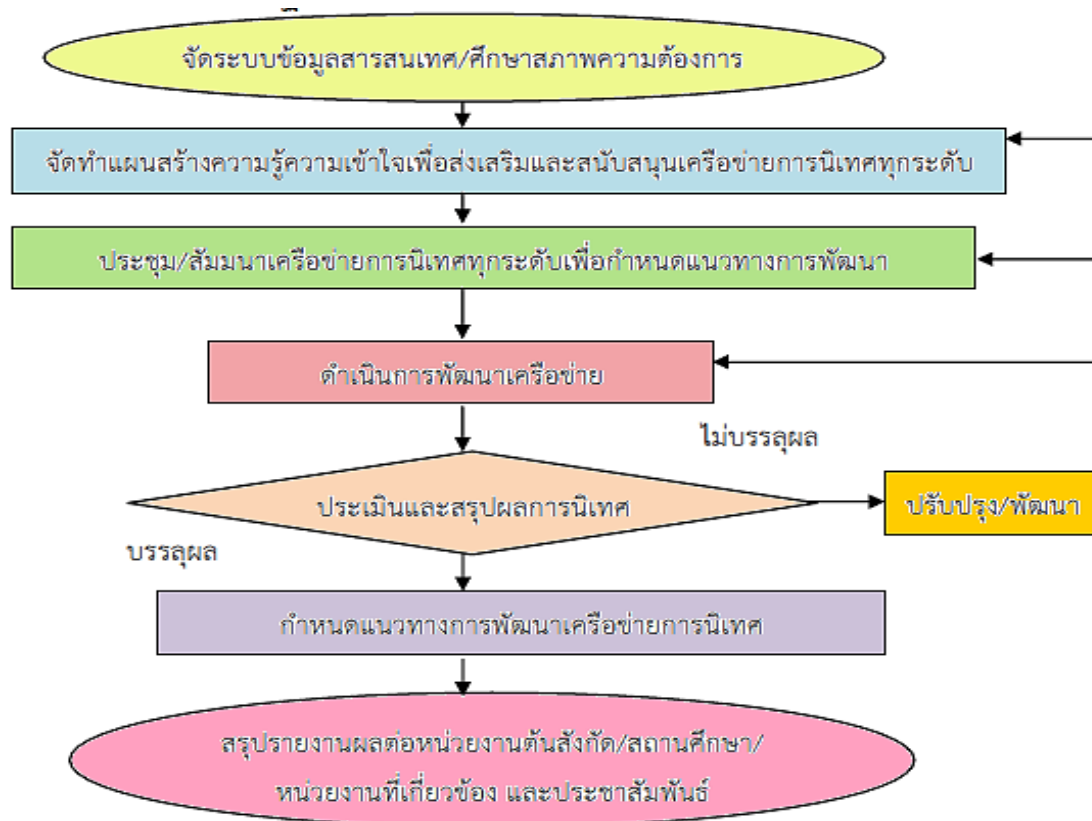 จัดระบบข้อมูลสารสนเทศ/ศึกษาสภาพความต้องการ
จัดทำแผนสร้างความรู้ความเข้าใจเพื่อส่งเสริมและสนับสนุนเครือข่ายการนิเทศทุกระดับ
ประชุม/สัมมนาเครือข่ายการนิเทศทุกระดับเพื่อกำหนดแนวทางการพัฒนา
ดำเนินการพัฒนาเครือข่าย
ไม่บรรลุผล
ประเมินและสรุปผลการนิเทศ
ปรับปรุง/พัฒนา
บรรลุผล
กำหนดแนวทางการพัฒนาเครือข่ายการนิเทศ
สรุปรายงานผลต่อหน่วยงานต้นสังกัด/สถานศึกษา/
หน่วยงานที่เกี่ยวข้อง และประชาสัมพันธ์